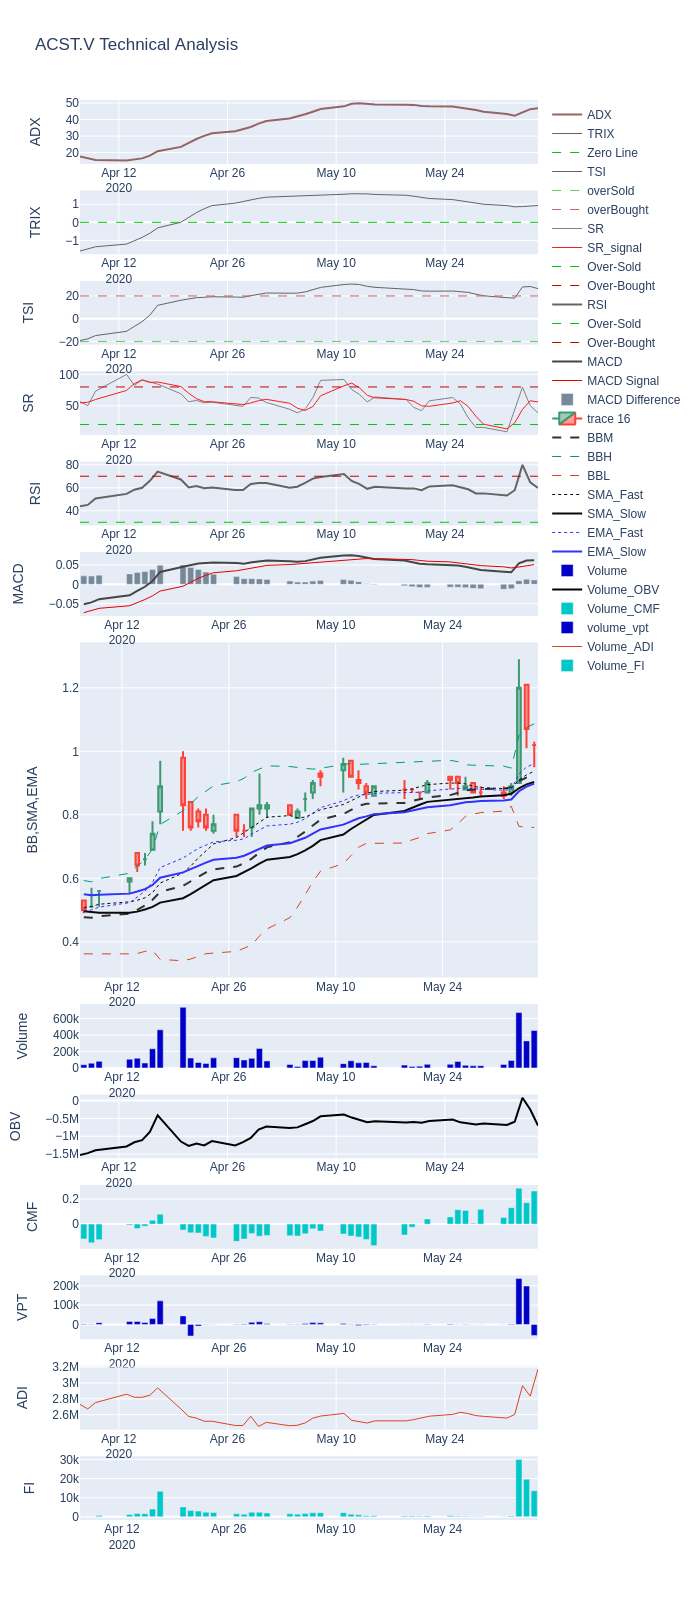 ACST.V Technical Analysis
ADX
50
40
30
20
Apr 12
2020
Apr 26
May 10
May 24
TRIX
1
0
−1
Apr 12
2020
Apr 26
May 10
May 24
TSI
20
0
−20
Apr 12
2020
Apr 26
May 10
May 24
SR
100
50
Apr 12
2020
Apr 26
May 10
May 24
RSI
80
60
40
Apr 12
2020
Apr 26
May 10
May 24
MACD
0.05
0
−0.05
Apr 12
2020
Apr 26
May 10
May 24
BB,SMA,EMA
1.2
1
0.8
0.6
0.4
Apr 12
2020
Apr 26
May 10
May 24
Volume
600k
400k
200k
0
Apr 12
2020
Apr 26
May 10
May 24
OBV
0
−0.5M
−1M
−1.5M
Apr 12
2020
Apr 26
May 10
May 24
CMF
0.2
0
Apr 12
2020
Apr 26
May 10
May 24
VPT
200k
100k
0
Apr 12
2020
Apr 26
May 10
May 24
ADI
3.2M
3M
2.8M
2.6M
Apr 12
2020
Apr 26
May 10
May 24
FI
30k
20k
10k
0
Apr 12
2020
Apr 26
May 10
May 24
ADX
TRIX
Zero Line
TSI
overSold
overBought
SR
SR_signal
Over-Sold
Over-Bought
RSI
Over-Sold
Over-Bought
MACD
MACD Signal
MACD Difference
trace 16
BBM
BBH
BBL
SMA_Fast
SMA_Slow
EMA_Fast
EMA_Slow
Volume
Volume_OBV
Volume_CMF
volume_vpt
Volume_ADI
Volume_FI